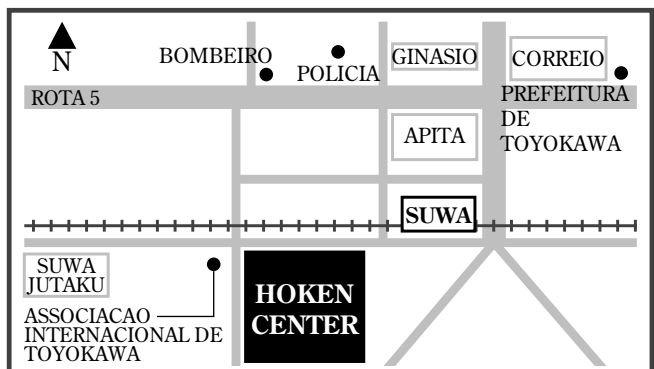 N
BOMBEIRO
POLICIA
GINASIO
CORREIO
ROTA 5
PREFEITURA
DE
TOYOKAWA
APITA
SUWA
SUWA
JUTAKU
ASSOCIACAO
INTERNACIONAL DE
TOYOKAWA
HOKEN
CENTER